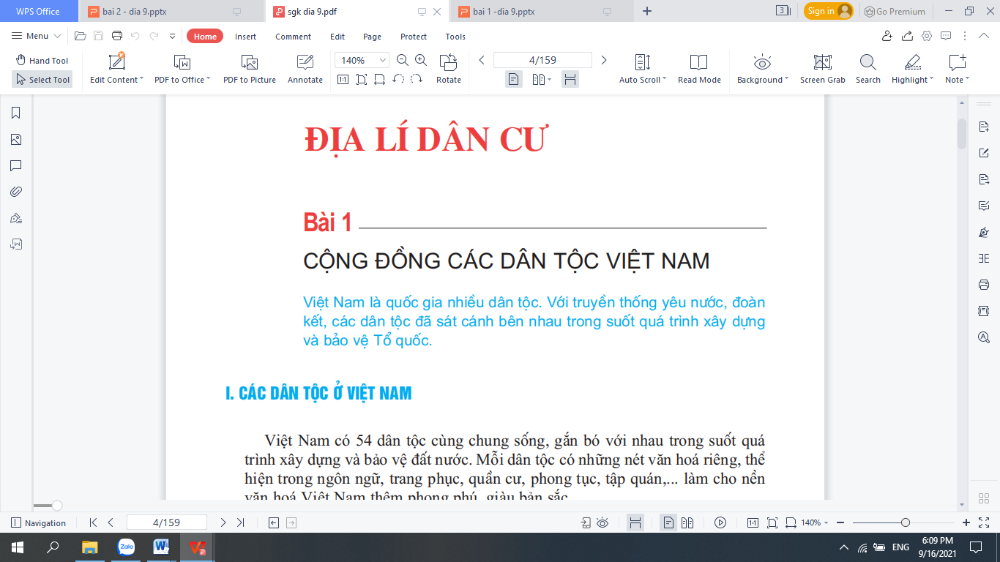 WPS Office
bai 2 - dia 9.pptx
sgk dia 9.pdf
bai 1 -dia 9.pptx
3
Sign in
Go Premium
Menu
Home
Insert
Comment
Edit
Page
Protect
Tools
Hand Tool
Select Tool
Edit Content
PDF to Office
PDF to Picture
Annotate
140%
1:1
Rotate
4/159
Auto Scroll
Read Mode
Background
Screen Grab
Search
Highlight
Note
ĐỊA LÍ DÂN CƯ
Bài 1
CỘNG ĐỒNG CÁC DÂN TỘC VIỆT NAM
Việt Nam là quốc gia nhiều dân tộc. Với truyền thống yêu nước, đoàn
kết, các dân tộc đã sát cánh bên nhau trong suốt quá trình xây dựng
và bảo vệ Tổ quốc.
I. CÁC DÂN TỘC Ở VIỆT NAM
Việt Nam có 54 dân tộc cùng chung sống, gắn bó với nhau trong suốt quá
trình xây dựng và bảo vệ đất nước. Mỗi dân tộc có những nét văn hoá riêng, thể
hiện trong ngôn ngữ, trang phục, quần cư, phong tục, tập quán,... làm cho nền
văn hoá Việt Nam thêm phong phú, giàu bản sắc.
Navigation
4/159
1:1
140%
Zalo
ENG
6:09 PM
9/16/2021